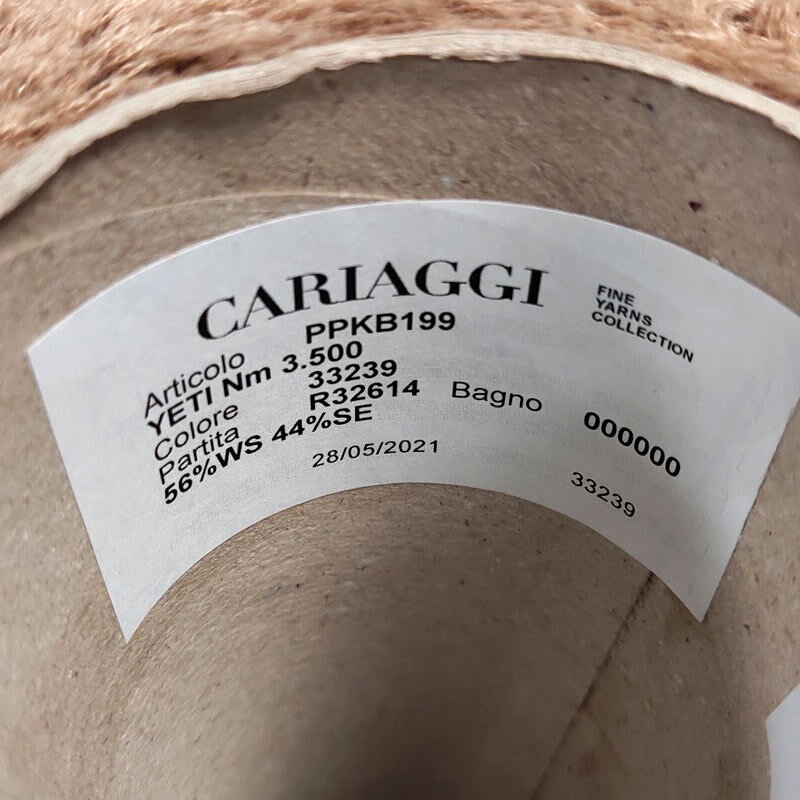 CARIAGGI
FINE
YARNS
COLLECTION
Articolo PPKB199
YETI Nm 3.500
Colore 33239
Partita R32614 Bagno 000000
56%WS 44%SE
28/05/2021
33239